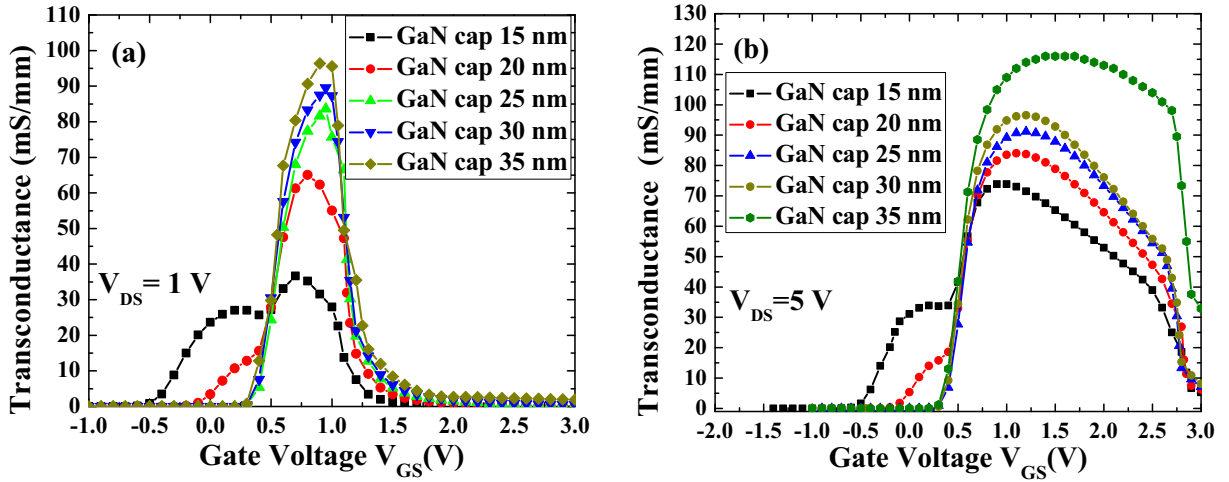 (a)
GaN cap 15 nm
GaN cap 20 nm
GaN cap 25 nm
GaN cap 30 nm
GaN cap 35 nm
V_DS= 1 V
Transconductance (mS/mm)
110
100
90
80
70
60
50
40
30
20
10
0
-1.0 -0.5 0.0 0.5 1.0 1.5 2.0 2.5 3.0
Gate Voltage V_GS(V)
(b)
GaN cap 15 nm
GaN cap 20 nm
GaN cap 25 nm
GaN cap 30 nm
GaN cap 35 nm
V_DS=5 V
Transconductance (mS/mm)
130
120
110
100
90
80
70
60
50
40
30
20
10
0
-2.0 -1.5 -1.0 -0.5 0.0 0.5 1.0 1.5 2.0 2.5 3.0
Gate Voltage V_GS(V)